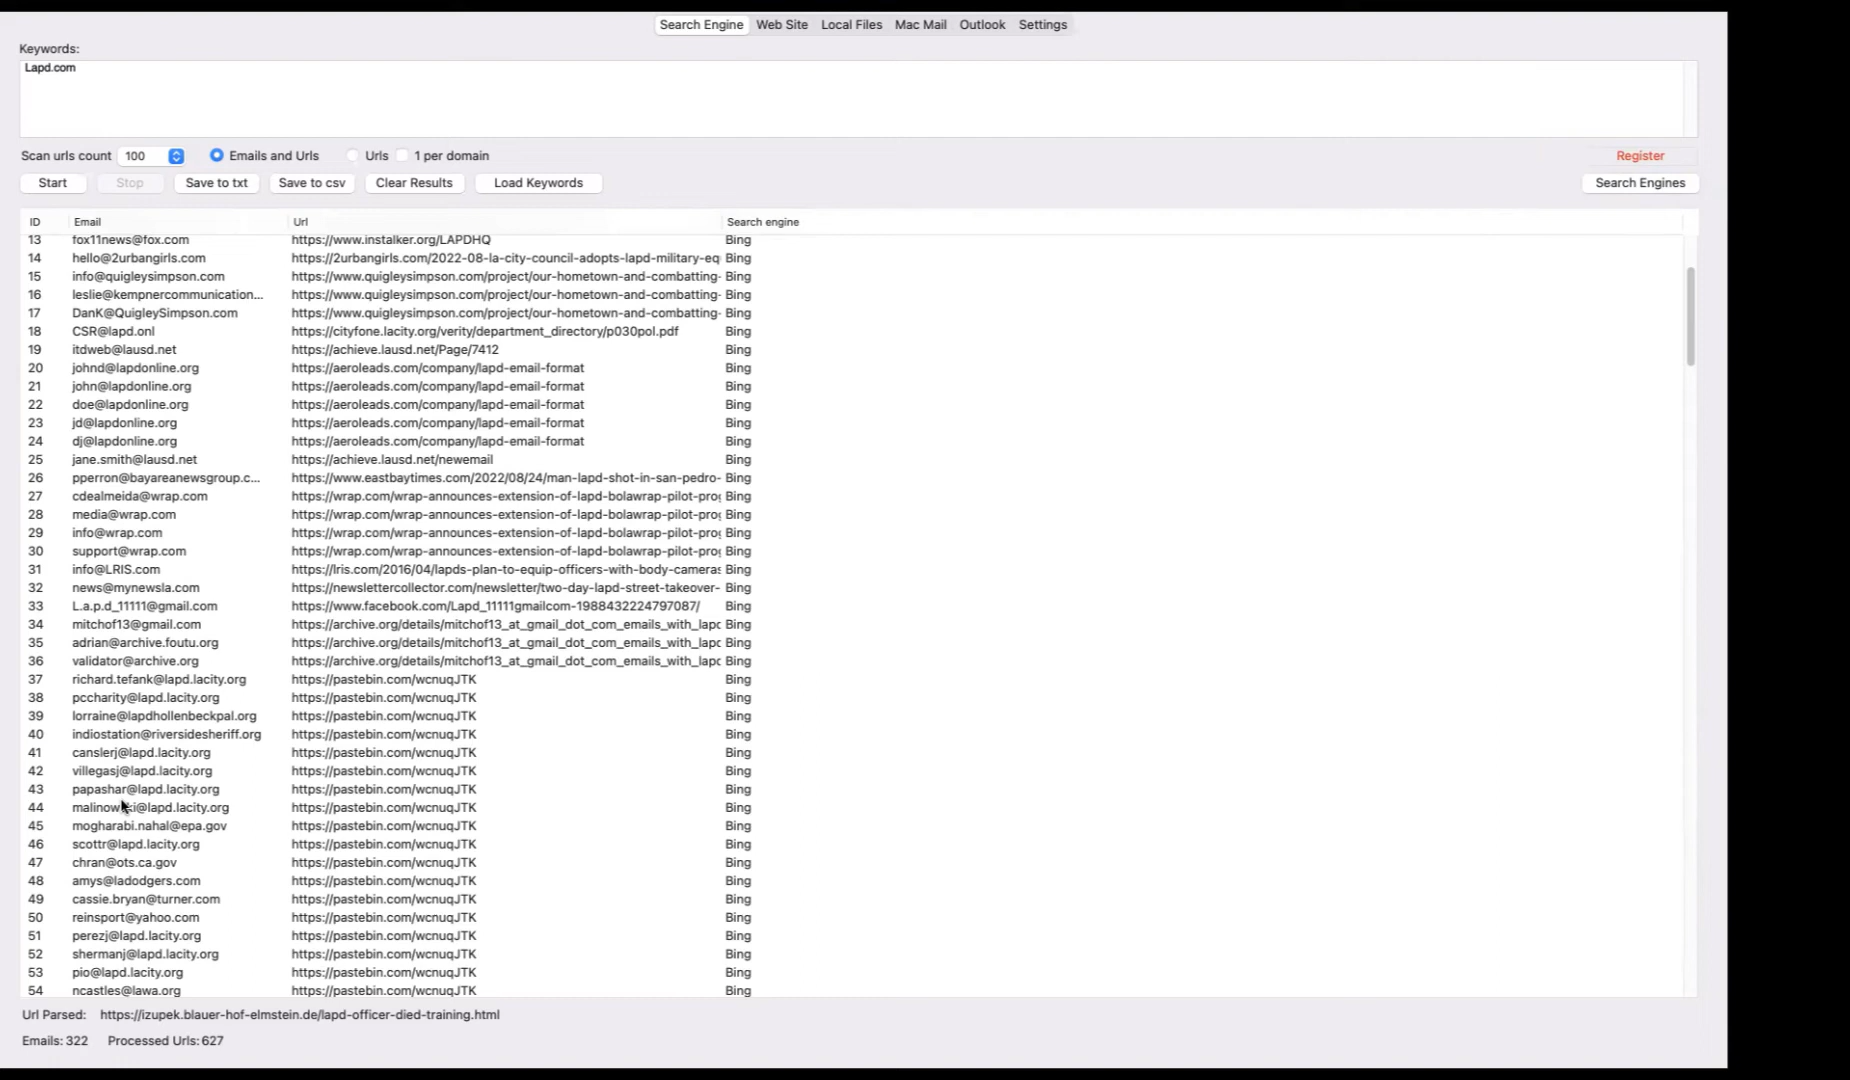 Search Engine Web Site Local Files Mac Mail Outlook Settings
Keywords:
Lapd.com
Scan urls count 100 Emails and Urls Urls 1 per domain Register
Start Stop Save to txt Save to csv Clear Results Load Keywords Search Engines
ID Email Url Search engine
13 fox11news@fox.com https://www.instalker.org/LAPDHQ Bing
14 hello@2urbangirls.com https://2urbangirls.com/2022-08-la-city-council-adopts-lapd-military-eq Bing
15 info@quigleysimpson.com https://www.quigleysimpson.com/project/our-hometown-and-combatting- Bing
16 leslie@kempnercommunication... https://www.quigleysimpson.com/project/our-hometown-and-combatting- Bing
17 DanK@QuigleySimpson.com https://www.quigleysimpson.com/project/our-hometown-and-combatting- Bing
18 CSR@lapd.onl https://cityfone.lacity.org/verity/department_directory/p030pol.pdf Bing
19 itdweb@lausd.net https://achieve.lausd.net/Page/7412 Bing
20 johnd@lapdonline.org https://aeroleads.com/company/lapd-email-format Bing
21 john@lapdonline.org https://aeroleads.com/company/lapd-email-format Bing
22 doe@lapdonline.org https://aeroleads.com/company/lapd-email-format Bing
23 jd@lapdonline.org https://aeroleads.com/company/lapd-email-format Bing
24 dj@lapdonline.org https://aeroleads.com/company/lapd-email-format Bing
25 jane.smith@lausd.net https://achieve.lausd.net/newemail Bing
26 pperron@bayareanewsgroup.c... https://www.eastbaytimes.com/2022/08/24/man-lapd-shot-in-san-pedro- Bing
27 cdealmeida@wrap.com https://wrap.com/wrap-announces-extension-of-lapd-bolawrap-pilot-prog Bing
28 media@wrap.com https://wrap.com/wrap-announces-extension-of-lapd-bolawrap-pilot-prog Bing
29 info@wrap.com https://wrap.com/wrap-announces-extension-of-lapd-bolawrap-pilot-prog Bing
30 support@wrap.com https://wrap.com/wrap-announces-extension-of-lapd-bolawrap-pilot-prog Bing
31 info@LRIS.com https://lris.com/2016/04/lapds-plan-to-equip-officers-with-body-cameras Bing
32 news@mynewsla.com https://newslettercollector.com/newsletter/two-day-lapd-street-takeover- Bing
33 L.a.p.d_11111@gmail.com https://www.facebook.com/Lapd_11111gmailcom-1988432224797087/ Bing
34 mitchof13@gmail.com https://archive.org/details/mitchof13_at_gmail_dot_com_emails_with_lapd Bing
35 adrian@archive.foutu.org https://archive.org/details/mitchof13_at_gmail_dot_com_emails_with_lapd Bing
36 validator@archive.org https://archive.org/details/mitchof13_at_gmail_dot_com_emails_with_lapd Bing
37 richard.tefank@lapd.lacity.org https://pastebin.com/wcnuqJTK Bing
38 pccharity@lapd.lacity.org https://pastebin.com/wcnuqJTK Bing
39 lorraine@lapdhollenbeckpal.org https://pastebin.com/wcnuqJTK Bing
40 indiostation@riversidesheriff.org https://pastebin.com/wcnuqJTK Bing
41 canslerj@lapd.lacity.org https://pastebin.com/wcnuqJTK Bing
42 villegasj@lapd.lacity.org https://pastebin.com/wcnuqJTK Bing
43 papashar@lapd.lacity.org https://pastebin.com/wcnuqJTK Bing
44 https://pastebin.com/wcnuqJTK Bing
45 mogharabi.nahal@epa.gov https://pastebin.com/wcnuqJTK Bing
46 scottr@lapd.lacity.org https://pastebin.com/wcnuqJTK Bing
47 chran@ots.ca.gov https://pastebin.com/wcnuqJTK Bing
48 amys@ladodgers.com https://pastebin.com/wcnuqJTK Bing
49 cassie.bryan@turner.com https://pastebin.com/wcnuqJTK Bing
50 reinsport@yahoo.com https://pastebin.com/wcnuqJTK Bing
51 perezj@lapd.lacity.org https://pastebin.com/wcnuqJTK Bing
52 shermanj@lapd.lacity.org https://pastebin.com/wcnuqJTK Bing
53 pio@lapd.lacity.org https://pastebin.com/wcnuqJTK Bing
54 ncastles@lawa.org https://pastebin.com/wcnuqJTK Bing
Url Parsed: https://izupek.blauer-hof-elmstein.de/lapd-officer-died-training.html
Emails: 322 Processed Urls: 627